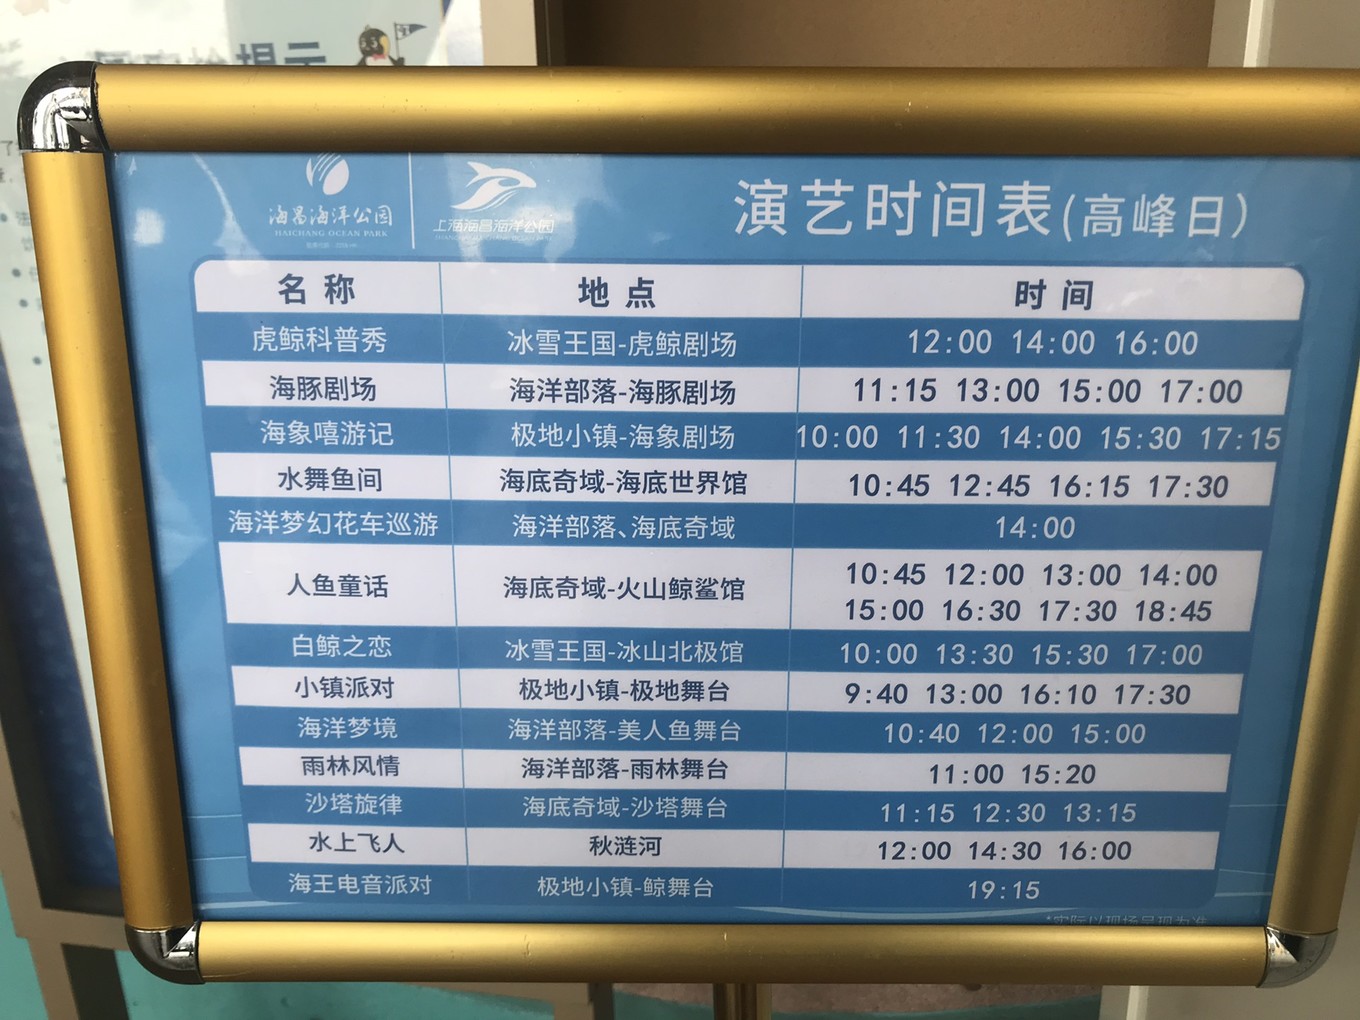 提示
海昌海洋公园
HAICHANG OCEAN PARK
上海海昌海洋公园
SHANGHAI HAICHANG OCEAN PARK
演艺时间表(高峰日)
名称 地点 时间
虎鲸科普秀 冰雪王国-虎鲸剧场 12:00 14:00 16:00
海豚剧场 海洋部落-海豚剧场 11:15 13:00 15:00 17:00
海象嘻游记 极地小镇-海象剧场 10:00 11:30 14:00 15:30 17:15
水舞鱼间 海底奇域-海底世界馆 10:45 12:45 16:15 17:30
海洋梦幻花车巡游 海洋部落、海底奇域 14:00
人鱼童话 海底奇域-火山鲸鲨馆 10:45 12:00 13:00 14:00
15:00 16:30 17:30 18:45
白鲸之恋 冰雪王国-冰山北极馆 10:00 13:30 15:30 17:00
小镇派对 极地小镇-极地舞台 9:40 13:00 16:10 17:30
海洋梦境 海洋部落-美人鱼舞台 10:40 12:00 15:00
雨林风情 海洋部落-雨林舞台 11:00 15:20
沙塔旋律 海底奇域-沙塔舞台 11:15 12:30 13:15
水上飞人 秋涟河 12:00 14:30 16:00
海王电音派对 极地小镇-鲸舞台 19:15
*实际以现场呈现为准